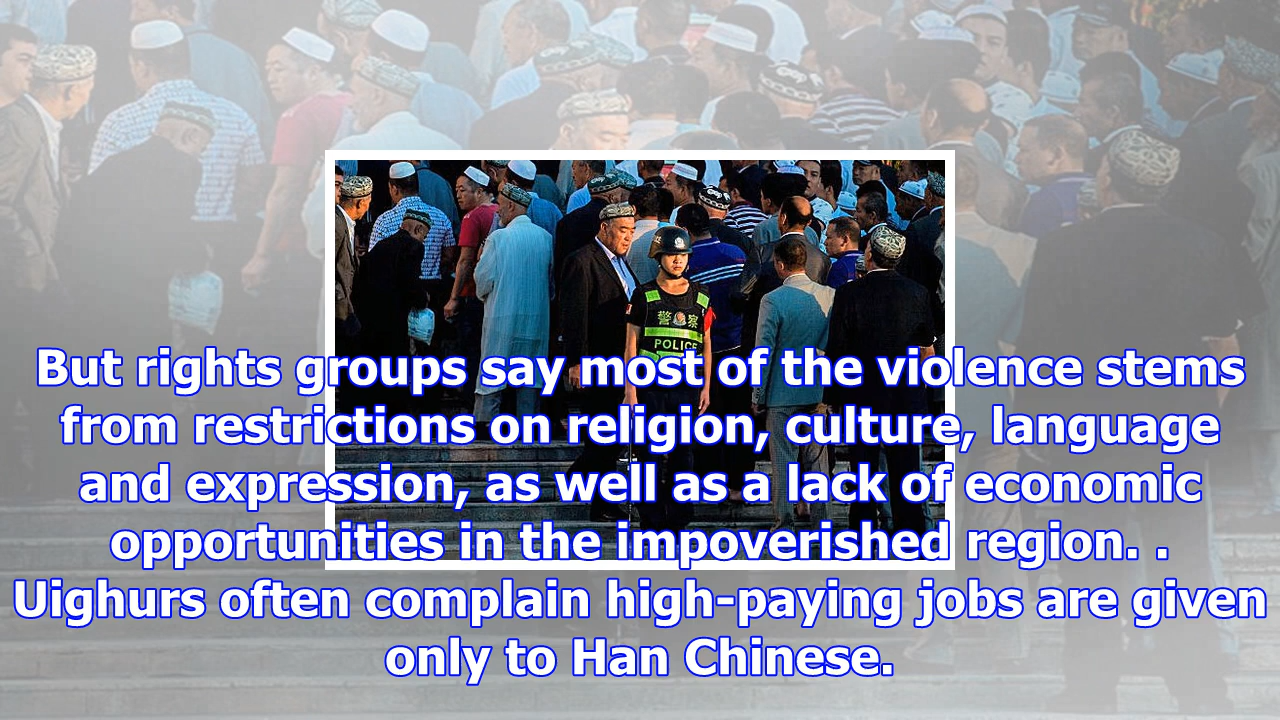 警察
POLICE
But rights groups say most of the violence stems
from restrictions on religion, culture, language
and expression, as well as a lack of economic
opportunities in the impoverished region. .
Uighurs often complain high-paying jobs are given
only to Han Chinese.